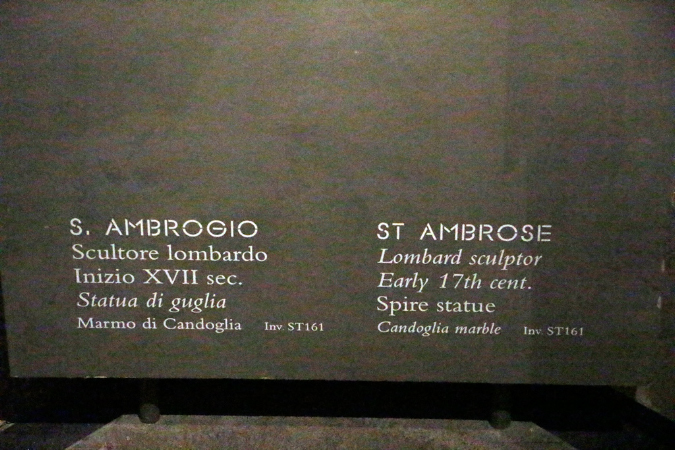 S. AMBROGIO
Scultore lombardo
Inizio XVII sec.
Statua di guglia
Marmo di Candoglia Inv. ST161
ST AMBROSE
Lombard sculptor
Early 17th cent.
Spire statue
Candoglia marble Inv. ST161